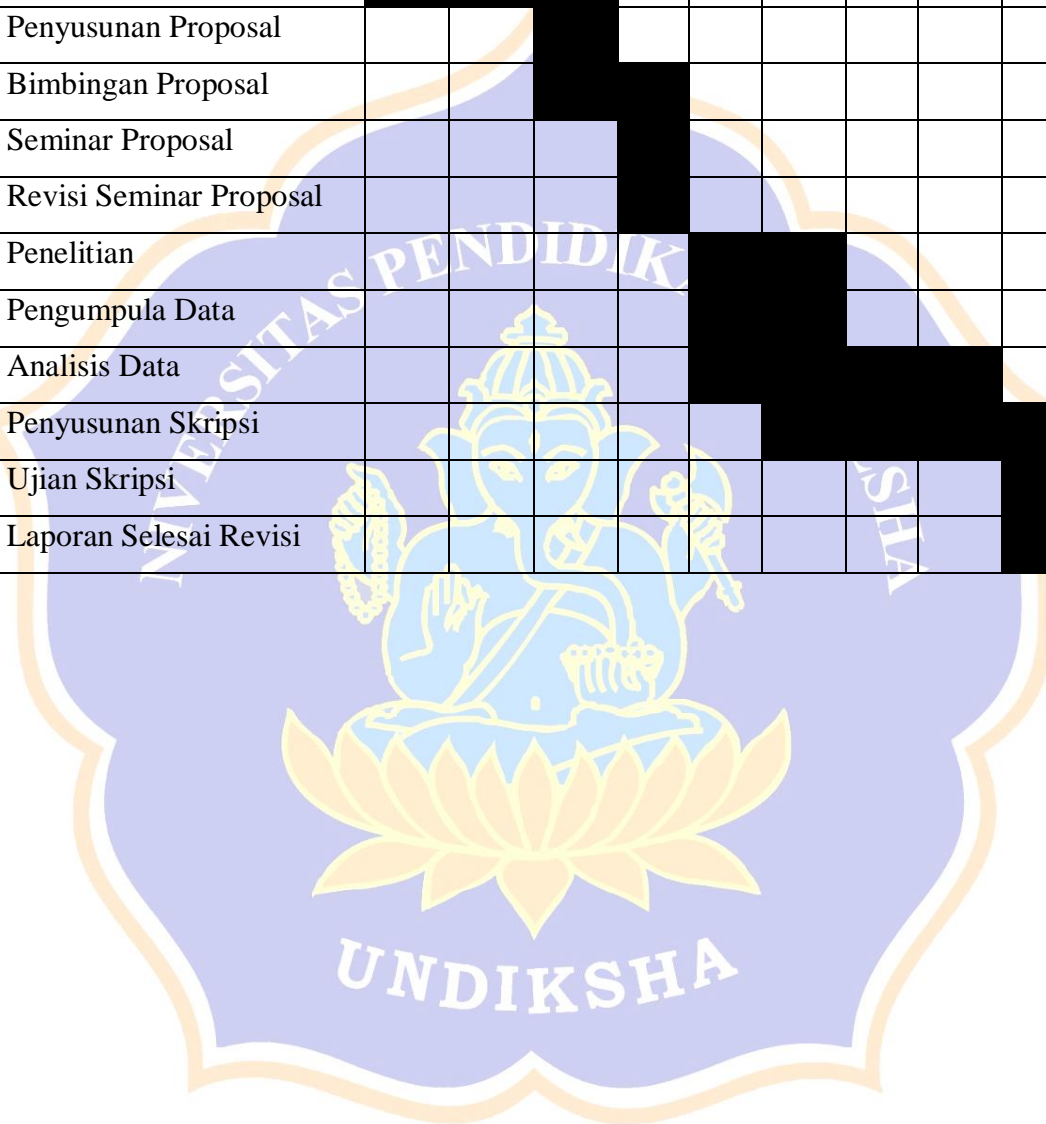 Penyusunan Proposal
Bimbingan Proposal
Seminar Proposal
Revisi Seminar Proposal
Penelitian
Pengumpula Data
Analisis Data
Penyusunan Skripsi
Ujian Skripsi
Laporan Selesai Revisi
UNDIKSHA